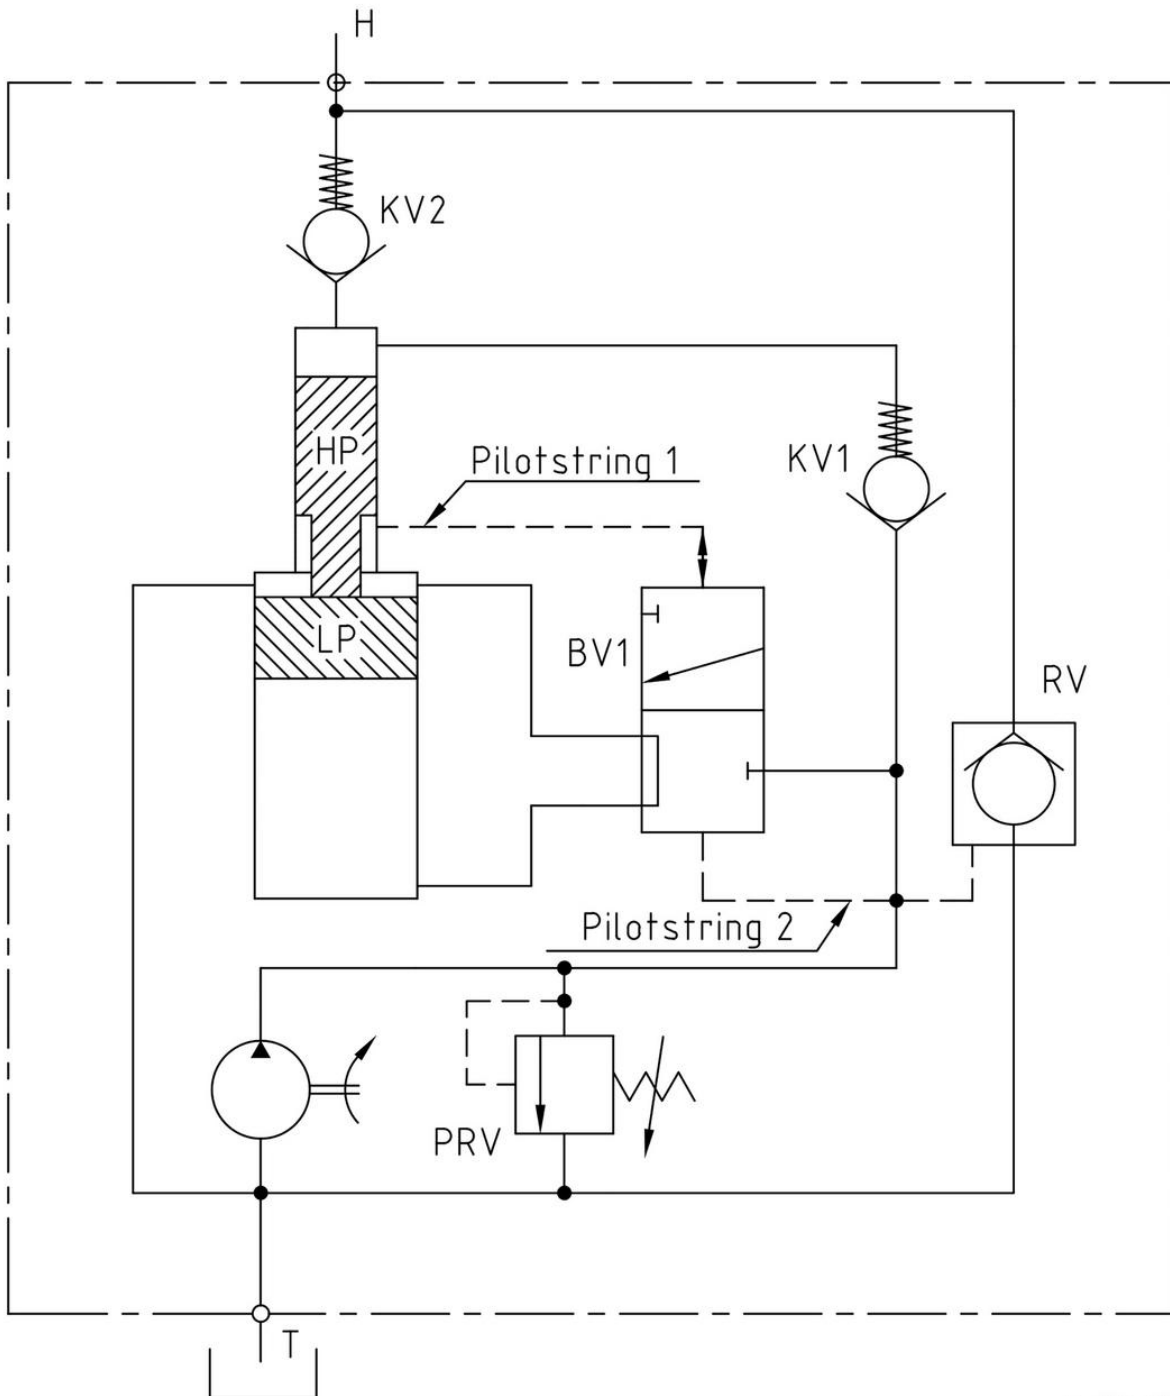 H
KV2
HP
Pilotstring 1
KV1
LP
BV1
RV
Pilotstring 2
PRV
T